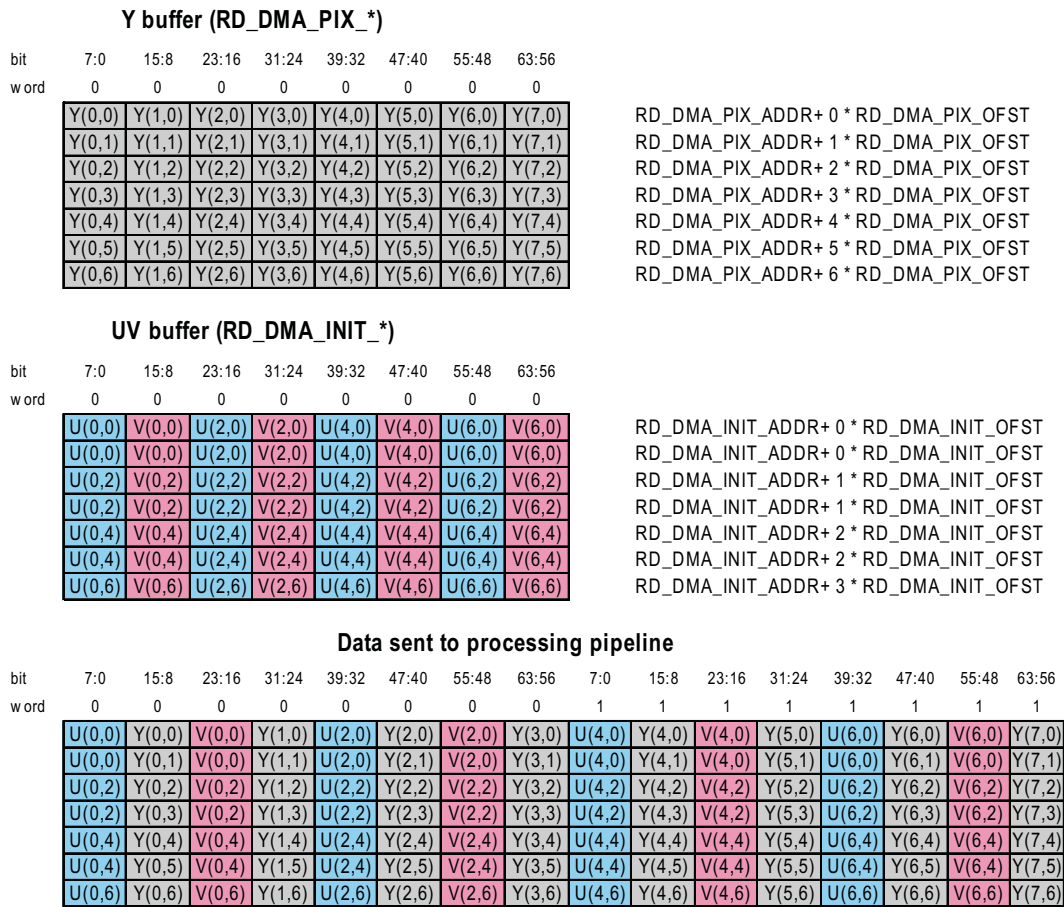 Y buffer (RD_DMA_PIX_*)
bit 7:0 15:8 23:16 31:24 39:32 47:40 55:48 63:56
word 0 0 0 0 0 0 0 0
Y(0,0) Y(1,0) Y(2,0) Y(3,0) Y(4,0) Y(5,0) Y(6,0) Y(7,0) RD_DMA_PIX_ADDR+ 0 * RD_DMA_PIX_OFST
Y(0,1) Y(1,1) Y(2,1) Y(3,1) Y(4,1) Y(5,1) Y(6,1) Y(7,1) RD_DMA_PIX_ADDR+ 1 * RD_DMA_PIX_OFST
Y(0,2) Y(1,2) Y(2,2) Y(3,2) Y(4,2) Y(5,2) Y(6,2) Y(7,2) RD_DMA_PIX_ADDR+ 2 * RD_DMA_PIX_OFST
Y(0,3) Y(1,3) Y(2,3) Y(3,3) Y(4,3) Y(5,3) Y(6,3) Y(7,3) RD_DMA_PIX_ADDR+ 3 * RD_DMA_PIX_OFST
Y(0,4) Y(1,4) Y(2,4) Y(3,4) Y(4,4) Y(5,4) Y(6,4) Y(7,4) RD_DMA_PIX_ADDR+ 4 * RD_DMA_PIX_OFST
Y(0,5) Y(1,5) Y(2,5) Y(3,5) Y(4,5) Y(5,5) Y(6,5) Y(7,5) RD_DMA_PIX_ADDR+ 5 * RD_DMA_PIX_OFST
Y(0,6) Y(1,6) Y(2,6) Y(3,6) Y(4,6) Y(5,6) Y(6,6) Y(7,6) RD_DMA_PIX_ADDR+ 6 * RD_DMA_PIX_OFST
UV buffer (RD_DMA_INIT_*)
bit 7:0 15:8 23:16 31:24 39:32 47:40 55:48 63:56
word 0 0 0 0 0 0 0 0
U(0,0) V(0,0) U(2,0) V(2,0) U(4,0) V(4,0) U(6,0) V(6,0) RD_DMA_INIT_ADDR+ 0 * RD_DMA_INIT_OFST
U(0,0) V(0,0) U(2,0) V(2,0) U(4,0) V(4,0) U(6,0) V(6,0) RD_DMA_INIT_ADDR+ 0 * RD_DMA_INIT_OFST
U(0,2) V(0,2) U(2,2) V(2,2) U(4,2) V(4,2) U(6,2) V(6,2) RD_DMA_INIT_ADDR+ 1 * RD_DMA_INIT_OFST
U(0,2) V(0,2) U(2,2) V(2,2) U(4,2) V(4,2) U(6,2) V(6,2) RD_DMA_INIT_ADDR+ 1 * RD_DMA_INIT_OFST
U(0,4) V(0,4) U(2,4) V(2,4) U(4,4) V(4,4) U(6,4) V(6,4) RD_DMA_INIT_ADDR+ 2 * RD_DMA_INIT_OFST
U(0,4) V(0,4) U(2,4) V(2,4) U(4,4) V(4,4) U(6,4) V(6,4) RD_DMA_INIT_ADDR+ 2 * RD_DMA_INIT_OFST
U(0,6) V(0,6) U(2,6) V(2,6) U(4,6) V(4,6) U(6,6) V(6,6) RD_DMA_INIT_ADDR+ 3 * RD_DMA_INIT_OFST
Data sent to processing pipeline
bit 7:0 15:8 23:16 31:24 39:32 47:40 55:48 63:56 7:0 15:8 23:16 31:24 39:32 47:40 55:48 63:56
word 0 0 0 0 0 0 0 0 1 1 1 1 1 1 1 1
U(0,0) Y(0,0) V(0,0) Y(1,0) U(2,0) Y(2,0) V(2,0) Y(3,0) U(4,0) Y(4,0) V(4,0) Y(5,0) U(6,0) Y(6,0) V(6,0) Y(7,0)
U(0,0) Y(0,1) V(0,0) Y(1,1) U(2,0) Y(2,1) V(2,0) Y(3,1) U(4,0) Y(4,1) V(4,0) Y(5,1) U(6,0) Y(6,1) V(6,0) Y(7,1)
U(0,2) Y(0,2) V(0,2) Y(1,2) U(2,2) Y(2,2) V(2,2) Y(3,2) U(4,2) Y(4,2) V(4,2) Y(5,2) U(6,2) Y(6,2) V(6,2) Y(7,2)
U(0,2) Y(0,3) V(0,2) Y(1,3) U(2,2) Y(2,3) V(2,2) Y(3,3) U(4,2) Y(4,3) V(4,2) Y(5,3) U(6,2) Y(6,3) V(6,2) Y(7,3)
U(0,4) Y(0,4) V(0,4) Y(1,4) U(2,4) Y(2,4) V(2,4) Y(3,4) U(4,4) Y(4,4) V(4,4) Y(5,4) U(6,4) Y(6,4) V(6,4) Y(7,4)
U(0,4) Y(0,5) V(0,4) Y(1,5) U(2,4) Y(2,5) V(2,4) Y(3,5) U(4,4) Y(4,5) V(4,4) Y(5,5) U(6,4) Y(6,5) V(6,4) Y(7,5)
U(0,6) Y(0,6) V(0,6) Y(1,6) U(2,6) Y(2,6) V(2,6) Y(3,6) U(4,6) Y(4,6) V(4,6) Y(5,6) U(6,6) Y(6,6) V(6,6) Y(7,6)